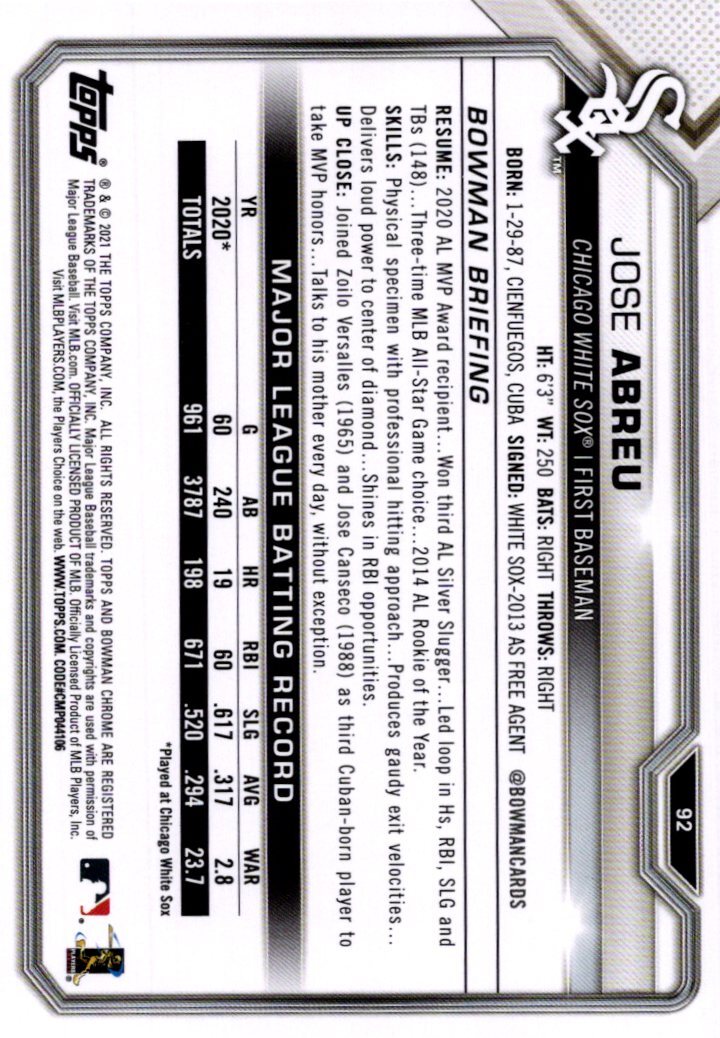 92
Sox™
JOSE ABREU
CHICAGO WHITE SOX® | FIRST BASEMAN
HT: 6'3" WT: 250 BATS: RIGHT THROWS: RIGHT
BORN: 1-29-87, CIENFUEGOS, CUBA SIGNED: WHITE SOX-2013 AS FREE AGENT @BOWMANCARDS
BOWMAN BRIEFING
RESUME: 2020 AL MVP Award recipient...Won third AL Silver Slugger...Led loop in Hs, RBI, SLG and
TBs (148)...Three-time MLB All-Star Game choice...2014 AL Rookie of the Year.
SKILLS: Physical specimen with professional hitting approach...Produces gaudy exit velocities...
Delivers loud power to center of diamond...Shines in RBI opportunities.
UP CLOSE: Joined Zoilo Versalles (1965) and Jose Canseco (1988) as third Cuban-born player to
take MVP honors...Talks to his mother every day, without exception.
MAJOR LEAGUE BATTING RECORD
YR G AB HR RBI SLG AVG WAR
2020* 60 240 19 60 .617 .317 2.8
TOTALS 961 3787 198 671 .520 .294 23.7
*Played at Chicago White Sox
topps®
® & © 2021 THE TOPPS COMPANY, INC. ALL RIGHTS RESERVED. TOPPS AND BOWMAN CHROME ARE REGISTERED
TRADEMARKS OF THE TOPPS COMPANY, INC. Major League Baseball trademarks and copyrights are used with permission of
Major League Baseball. Visit MLB.com. OFFICIALLY LICENSED PRODUCT OF MLB. Officially Licensed Product of MLB Players, Inc.
Visit MLBPLAYERS.COM, the Players Choice on the web. WWW.TOPPS.COM. CODE#CMP044106
PLAYERS